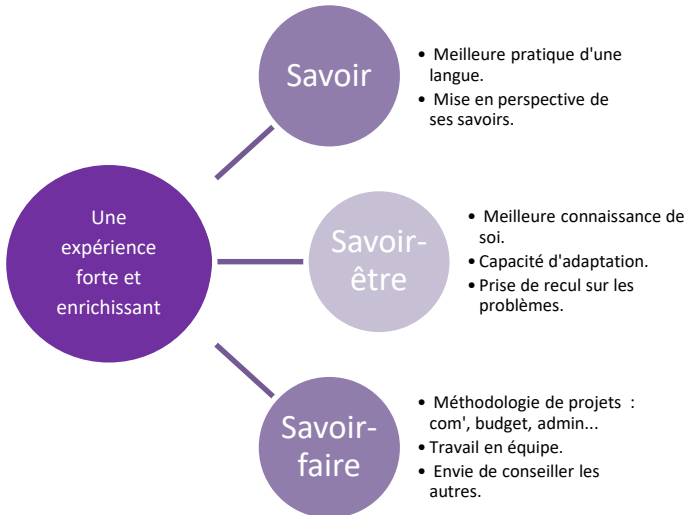 Une
expérience
forte et
enrichissant
Savoir
• Meilleure pratique d'une
langue.
• Mise en perspective de
ses savoirs.
Savoir-
être
• Meilleure connaissance de
soi.
• Capacité d'adaptation.
• Prise de recul sur les
problèmes.
Savoir-
faire
• Méthodologie de projets :
com', budget, admin...
• Travail en équipe.
• Envie de conseiller les
autres.